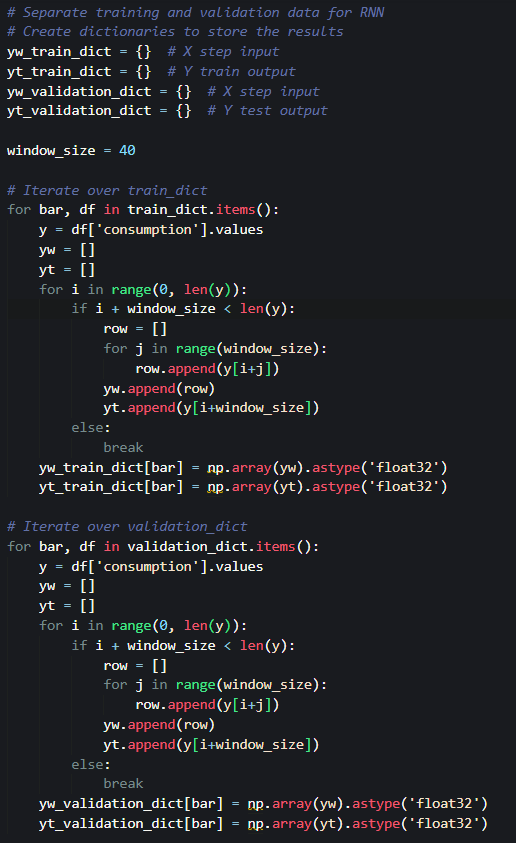 # Separate training and validation data for RNN
# Create dictionaries to store the results
yw_train_dict = {}  # X step input
yt_train_dict = {}  # Y train output
yw_validation_dict = {}  # X step input
yt_validation_dict = {}  # Y test output

window_size = 40

# Iterate over train_dict
for bar, df in train_dict.items():
    y = df['consumption'].values
    yw = []
    yt = []
    for i in range(0, len(y)):
        if i + window_size < len(y):
            row = []
            for j in range(window_size):
                row.append(y[i+j])
            yw.append(row)
            yt.append(y[i+window_size])
        else:
            break
    yw_train_dict[bar] = np.array(yw).astype('float32')
    yt_train_dict[bar] = np.array(yt).astype('float32')

# Iterate over validation_dict
for bar, df in validation_dict.items():
    y = df['consumption'].values
    yw = []
    yt = []
    for i in range(0, len(y)):
        if i + window_size < len(y):
            row = []
            for j in range(window_size):
                row.append(y[i+j])
            yw.append(row)
            yt.append(y[i+window_size])
        else:
            break
    yw_validation_dict[bar] = np.array(yw).astype('float32')
    yt_validation_dict[bar] = np.array(yt).astype('float32')